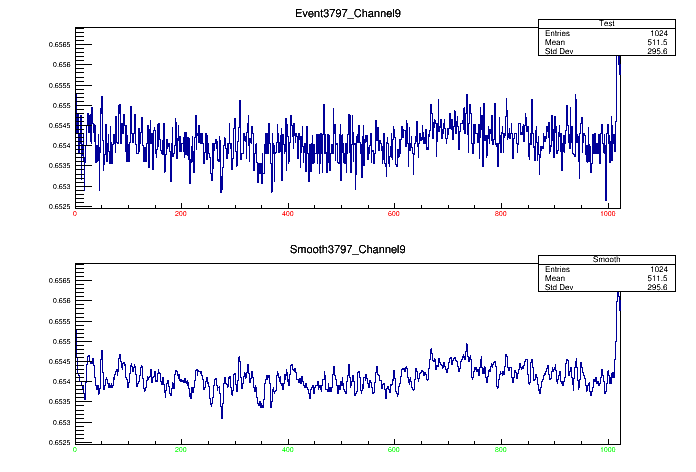 Event3797_Channel9
Test
Entries 1024
Mean 511.5
Std Dev 295.6
0.6565
0.656
0.6555
0.655
0.6545
0.654
0.6535
0.653
0.6525
0 200 400 600 800 1000
Smooth3797_Channel9
Smooth
Entries 1024
Mean 511.5
Std Dev 295.6
0.6565
0.656
0.6555
0.655
0.6545
0.654
0.6535
0.653
0.6525
0 200 400 600 800 1000